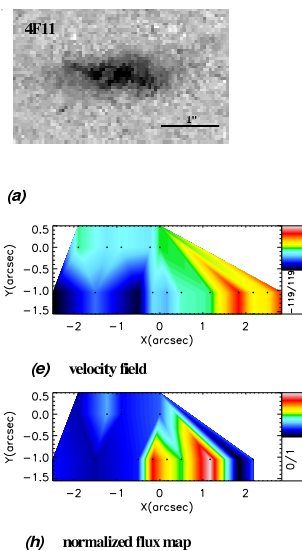 4F11
1"
(a)
0.5
0.0
-0.5
-1.0
-1.5
Y(arcsec)
-2 -1 0 1 2
X(arcsec)
-119/119
(e) velocity field
0.5
0.0
-0.5
-1.0
-1.5
Y(arcsec)
-2 -1 0 1 2
X(arcsec)
0/1
(h) normalized flux map